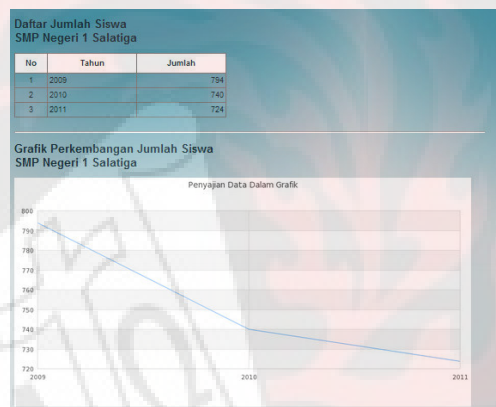 Daftar Jumlah Siswa
SMP Negeri 1 Salatiga
No Tahun Jumlah
1 2009 794
2 2010 740
3 2011 724
Grafik Perkembangan Jumlah Siswa
SMP Negeri 1 Salatiga
Penyajian Data Dalam Grafik
800
790
780
770
760
750
740
730
720
2009 2010 2011